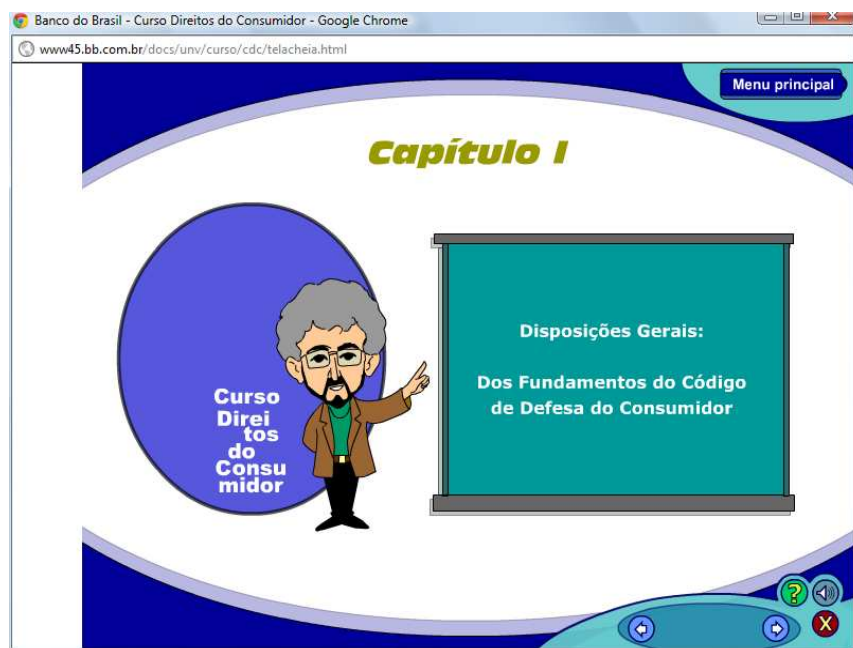 Banco do Brasil - Curso Direitos do Consumidor - Google Chrome
www45.bb.com.br/docs/unv/curso/cdc/telacheia.html
Menu principal
Capítulo I
Curso
Direi
tos
do
Consu
midor
Disposições Gerais:
Dos Fundamentos do Código
de Defesa do Consumidor
?
X